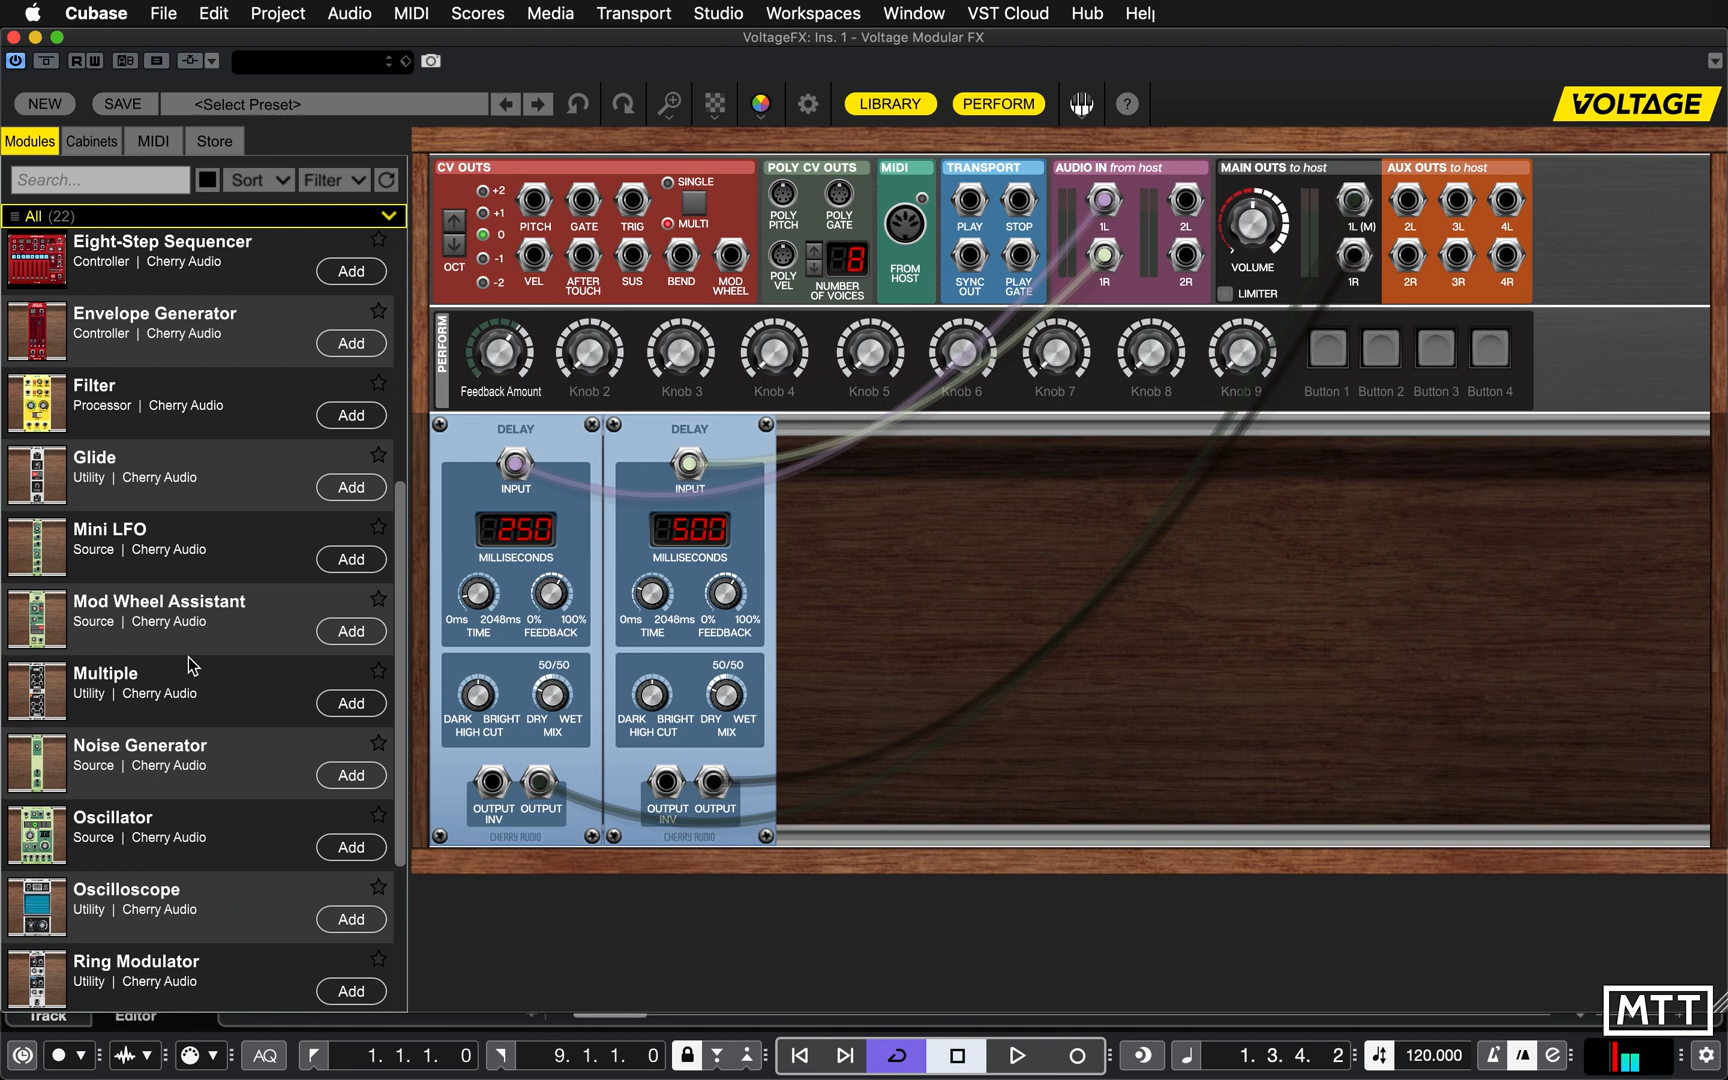 Cubase File Edit Project Audio MIDI Scores Media Transport Studio Workspaces Window VST Cloud Hub Help
VoltageFX: Ins. 1 - Voltage Modular FX
R W AB
NEW SAVE <Select Preset> LIBRARY PERFORM ? VOLTAGE
Modules Cabinets MIDI Store
Search... Sort Filter
All (22)
Eight-Step Sequencer
Controller | Cherry Audio
Add
Envelope Generator
Controller | Cherry Audio
Add
Filter
Processor | Cherry Audio
Add
Glide
Utility | Cherry Audio
Add
Mini LFO
Source | Cherry Audio
Add
Mod Wheel Assistant
Source | Cherry Audio
Add
Multiple
Utility | Cherry Audio
Add
Noise Generator
Source | Cherry Audio
Add
Oscillator
Source | Cherry Audio
Add
Oscilloscope
Utility | Cherry Audio
Add
Ring Modulator
Utility | Cherry Audio
Add
CV OUTS
+2
+1
0
-1
-2
OCT
PITCH GATE TRIG
SINGLE
MULTI
VEL AFTER TOUCH SUS BEND MOD WHEEL
POLY CV OUTS
POLY PITCH POLY GATE
POLY VEL 8 NUMBER OF VOICES
MIDI
FROM HOST
TRANSPORT
PLAY STOP
SYNC OUT PLAY GATE
AUDIO IN from host
1L 2L
1R 2R
MAIN OUTS to host
VOLUME
LIMITER
1L (M)
1R
AUX OUTS to host
2L 3L 4L
2R 3R 4R
PERFORM
Feedback Amount Knob 2 Knob 3 Knob 4 Knob 5 Knob 6 Knob 7 Knob 8 Knob 9 Button 1 Button 2 Button 3 Button 4
DELAY
INPUT
250
MILLISECONDS
0ms 2048ms 0% 100%
TIME FEEDBACK
50/50
DARK BRIGHT DRY WET
HIGH CUT MIX
OUTPUT INV OUTPUT
CHERRY AUDIO
DELAY
INPUT
500
MILLISECONDS
0ms 2048ms 0% 100%
TIME FEEDBACK
50/50
DARK BRIGHT DRY WET
HIGH CUT MIX
OUTPUT INV OUTPUT
CHERRY AUDIO
MTT
Track Editor
AQ 1. 1. 1. 0 9. 1. 1. 0 1. 3. 4. 2 120.000